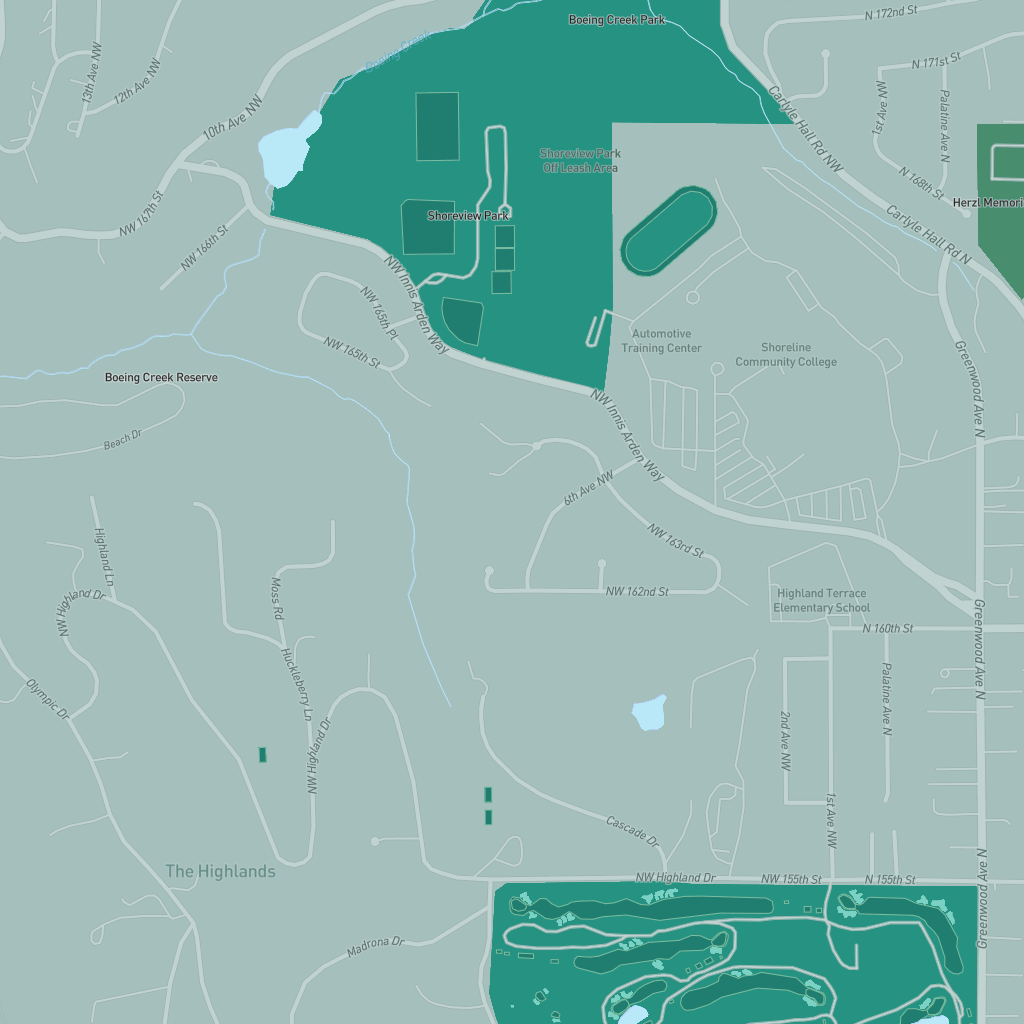 Boeing Creek Park
N 172nd St
Boeing Creek
N 171st St
13th Ave NW
12th Ave NW
10th Ave NW
Carlyle Hall Rd NW
1st Ave NW
Palatine Ave N
Shoreview Park
Off Leash Area
N 168th St
Herzl Memori
Shoreview Park
NW 167th St
NW 166th St
Carlyle Hall Rd N
NW Innis Arden Way
NW 165th Pl
NW 165th St
Automotive
Training Center
Shoreline
Community College
Greenwood Ave N
Boeing Creek Reserve
Beach Dr
NW Innis Arden Way
6th Ave NW
NW 163rd St
Highland Ln
NW 162nd St
Highland Terrace
Elementary School
NW Highland Dr
Moss Rd
N 160th St
Greenwood Ave N
Huckleberry Ln
Palatine Ave N
Olympic Dr
NW Highland Dr
2nd Ave NW
1st Ave NW
Cascade Dr
The Highlands
NW Highland Dr
NW 155th St
N 155th St
Greenwood Ave N
Madrona Dr